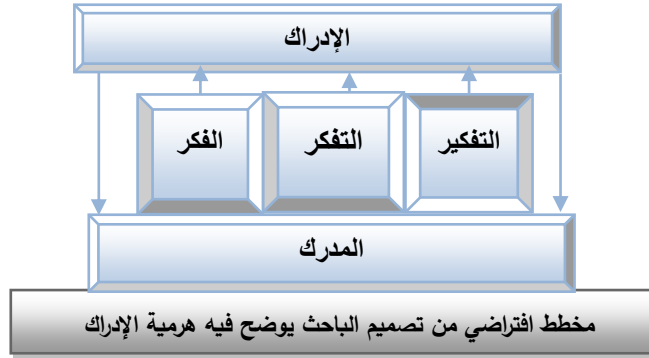 الإدراك
التفكير
التفكر
الفكر
المدرك
مخطط افتراضي من تصميم الباحث يوضح فيه هرمية الإدراك